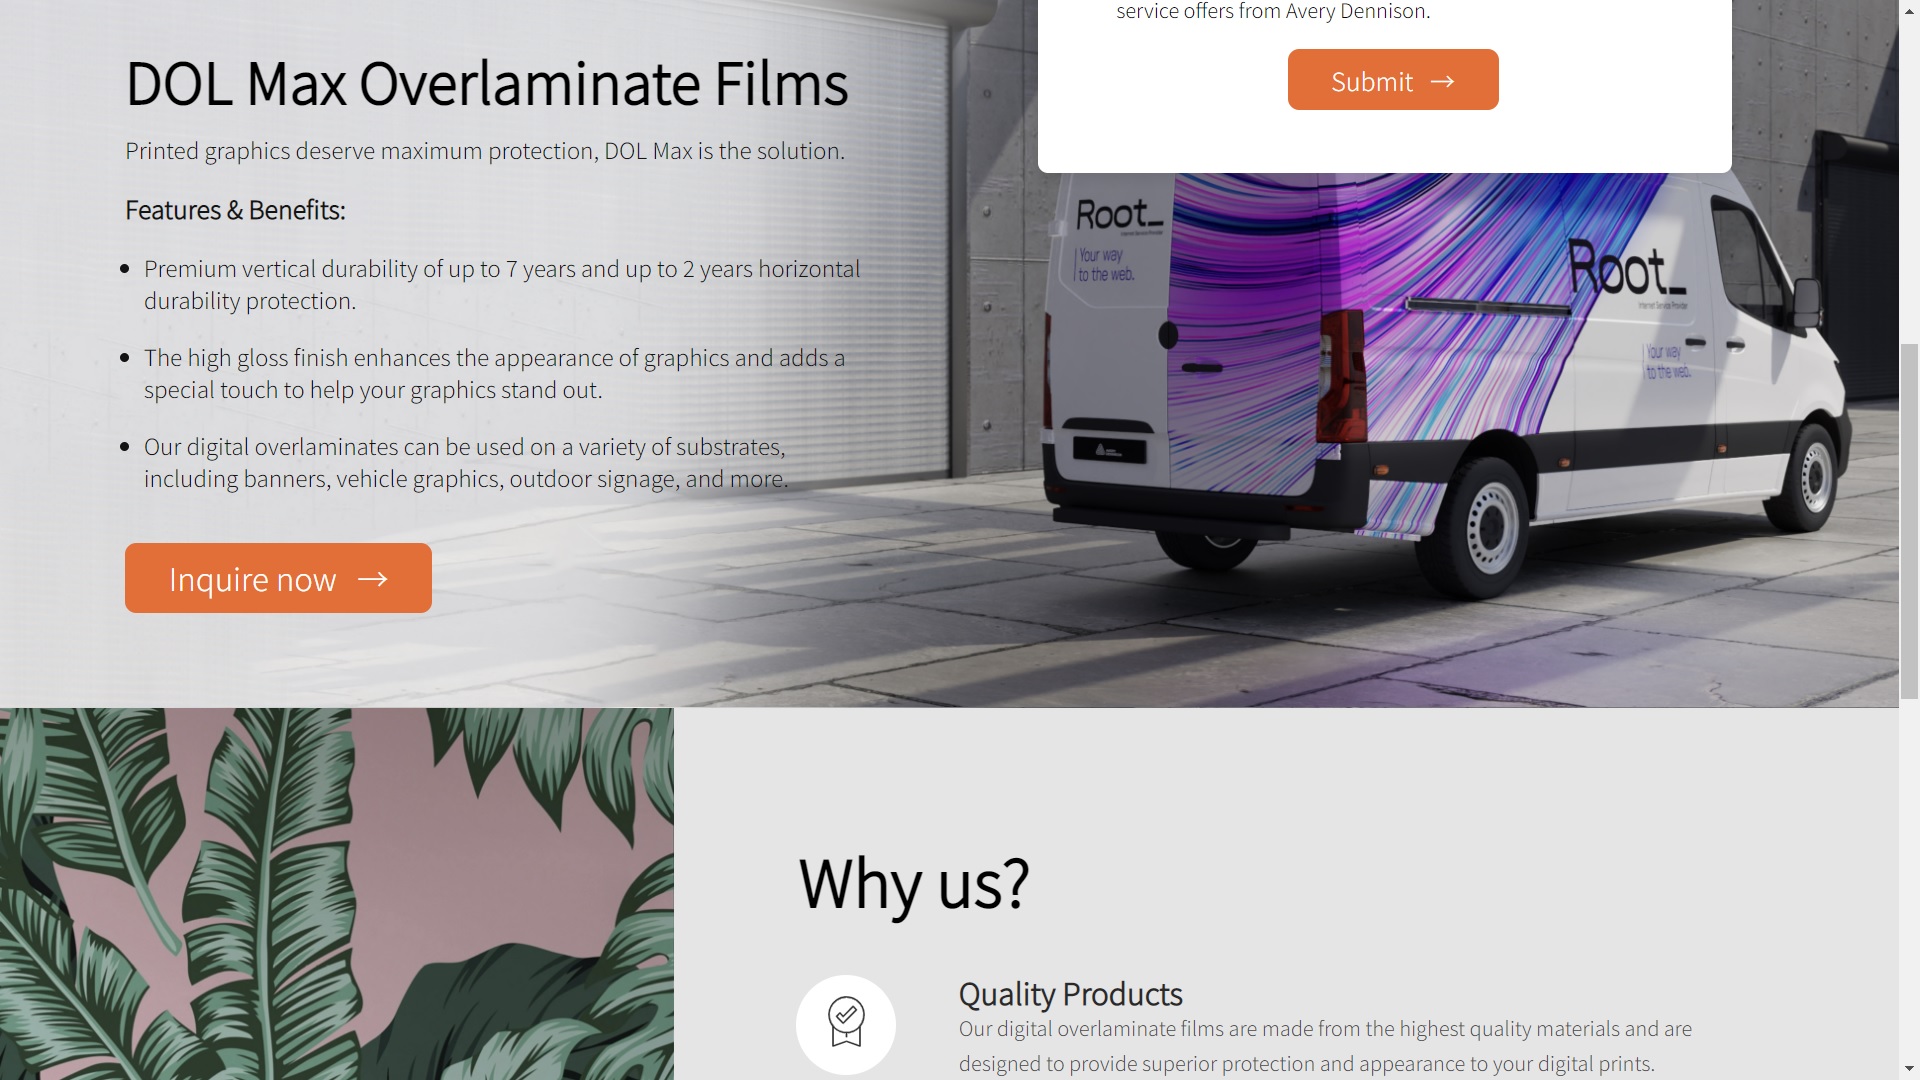 service offers from Avery Dennison.
Submit →
DOL Max Overlaminate Films
Printed graphics deserve maximum protection, DOL Max is the solution.
Features & Benefits:
• Premium vertical durability of up to 7 years and up to 2 years horizontal
durability protection.
• The high gloss finish enhances the appearance of graphics and adds a
special touch to help your graphics stand out.
• Our digital overlaminates can be used on a variety of substrates,
including banners, vehicle graphics, outdoor signage, and more.
Inquire now →
Root_
Internet Service Provider
Your way
to the web.
Root_
Internet Service Provider
Your way
to the web.
Why us?
Quality Products
Our digital overlaminate films are made from the highest quality materials and are
designed to provide superior protection and appearance to your digital prints.